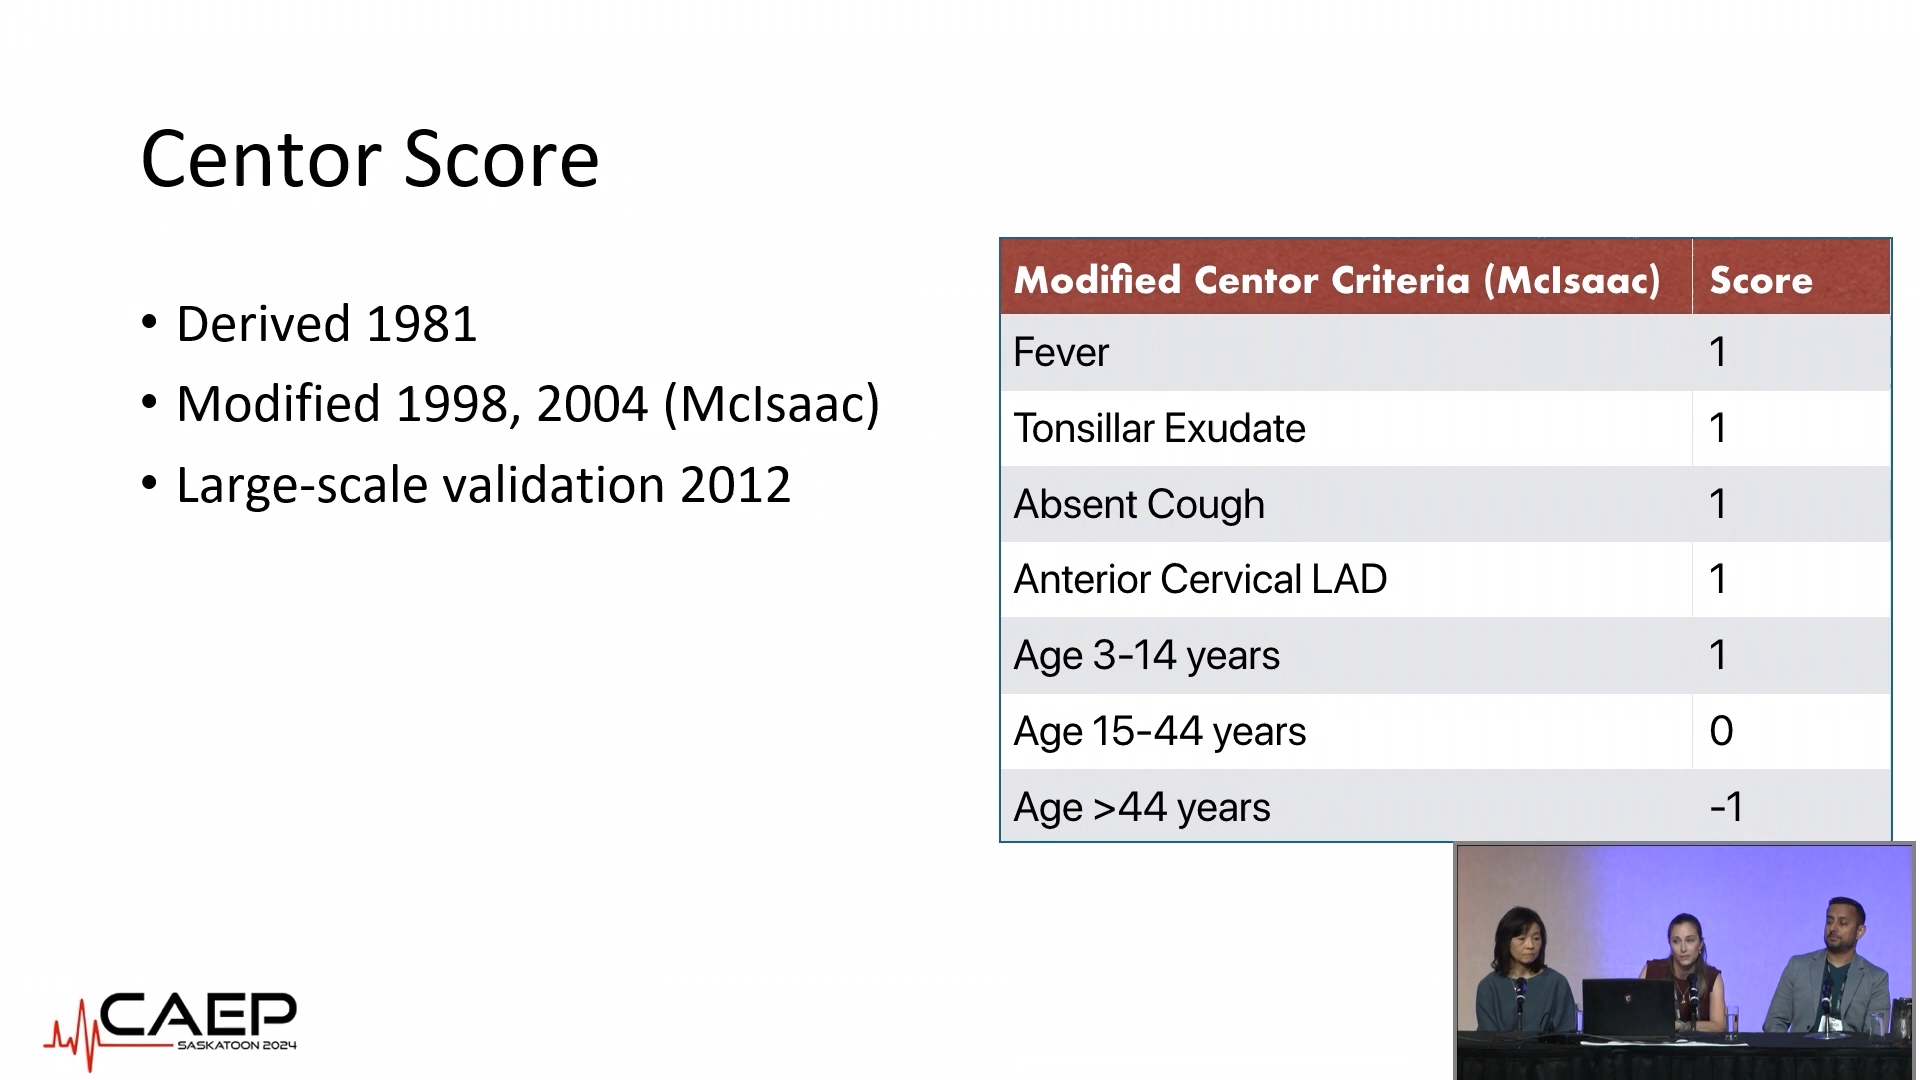 Centor Score
• Derived 1981
• Modified 1998, 2004 (McIsaac)
• Large-scale validation 2012
Modified Centor Criteria (McIsaac) Score
Fever 1
Tonsillar Exudate 1
Absent Cough 1
Anterior Cervical LAD 1
Age 3-14 years 1
Age 15-44 years 0
Age >44 years -1
CAEP
SASKATOON 2024